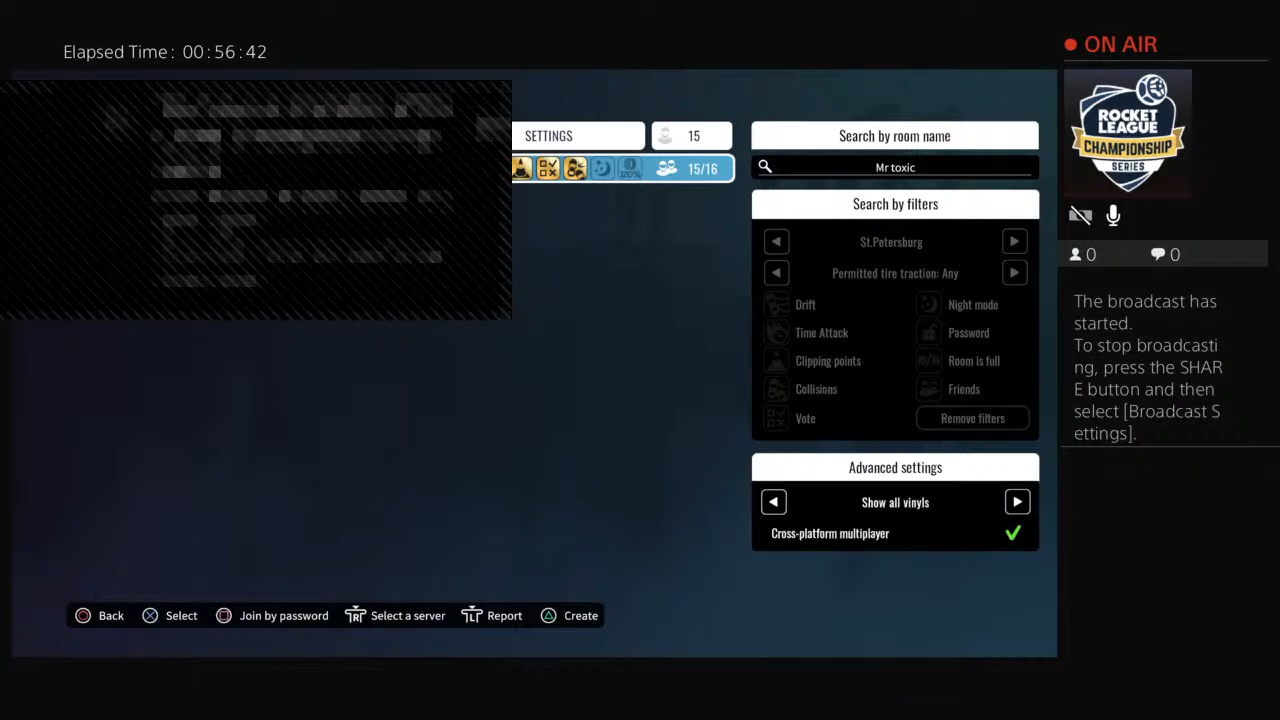 Elapsed Time: 00:56:42
ON AIR
ROCKET
LEAGUE
CHAMPIONSHIP
SERIES
SETTINGS
15
Search by room name
120%
15/16
Mr toxic
Search by filters
St.Petersburg
Permitted tire traction: Any
Drift
Night mode
Time Attack
Password
Clipping points
Room is full
Collisions
Friends
Vote
Remove filters
Advanced settings
Show all vinyls
Cross-platform multiplayer
0
0
The broadcast has
started.
To stop broadcasti
ng, press the SHAR
E button and then
select [Broadcast S
ettings].
Back
Select
Join by password
Select a server
Report
Create